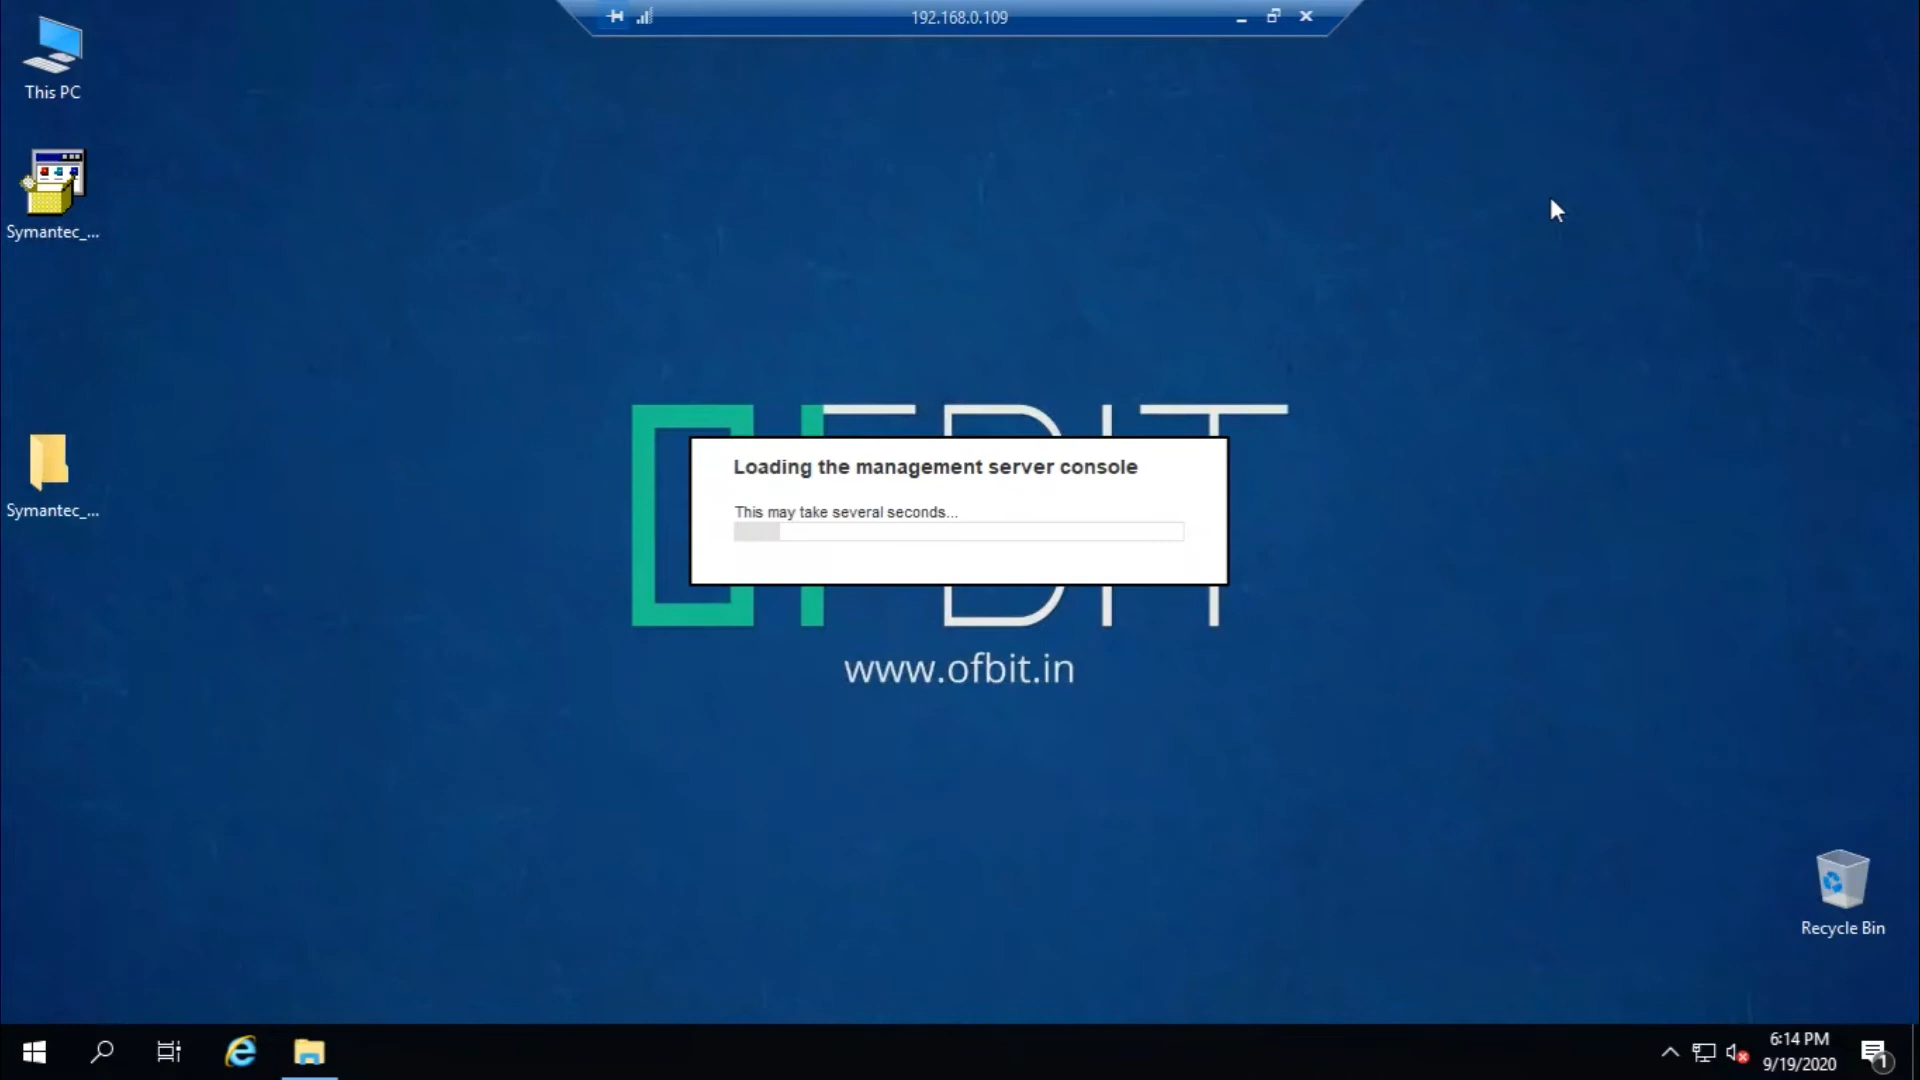 192.168.0.109
This PC
Symantec_...
Symantec_...
Loading the management server console
This may take several seconds...
www.ofbit.in
Recycle Bin
6:14 PM
9/19/2020
1